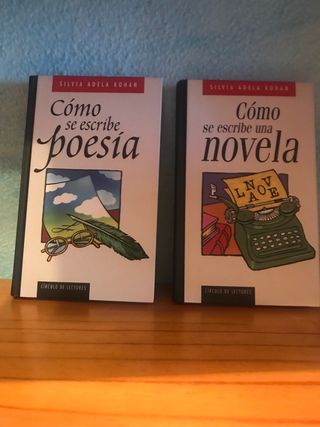 SILVIA ADELA KOHAN
Cómo
se escribe
poesía
CÍRCULO DE LECTORES
SILVIA ADELA KOHAN
Cómo
se escribe una
novela
L N V
A O E
CÍRCULO DE LECTORES